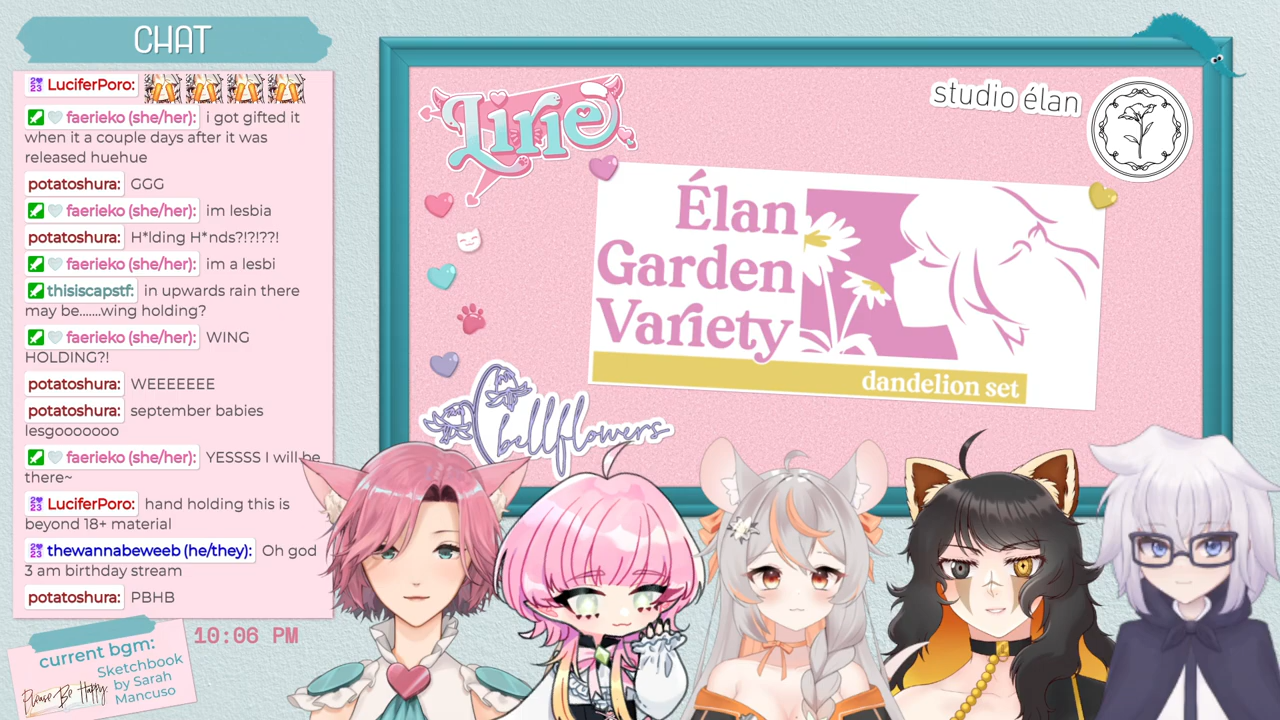 CHAT
LuciferPoro:
faerieko (she/her): i got gifted it
when it a couple days after it was
released huehue
potatoshura: GGG
faerieko (she/her): im lesbia
potatoshura: H*lding H*nds?!?!??!
faerieko (she/her): im a lesbi
thisiscapstf: in upwards rain there
may be.......wing holding?
faerieko (she/her): WING
HOLDING?!
potatoshura: WEEEEEEE
potatoshura: september babies
lesgooooooo
faerieko (she/her): YESSSS I will be
there~
LuciferPoro: hand holding this is
beyond 18+ material
thewannabeweeb (he/they): Oh god
3 am birthday stream
potatoshura: PBHB
10:06 PM
current bgm:
Sketchbook
by Sarah
Mancuso
Please Be Happy
Lirie
studio élan
Élan
Garden
Variety
dandelion set
bellflowers